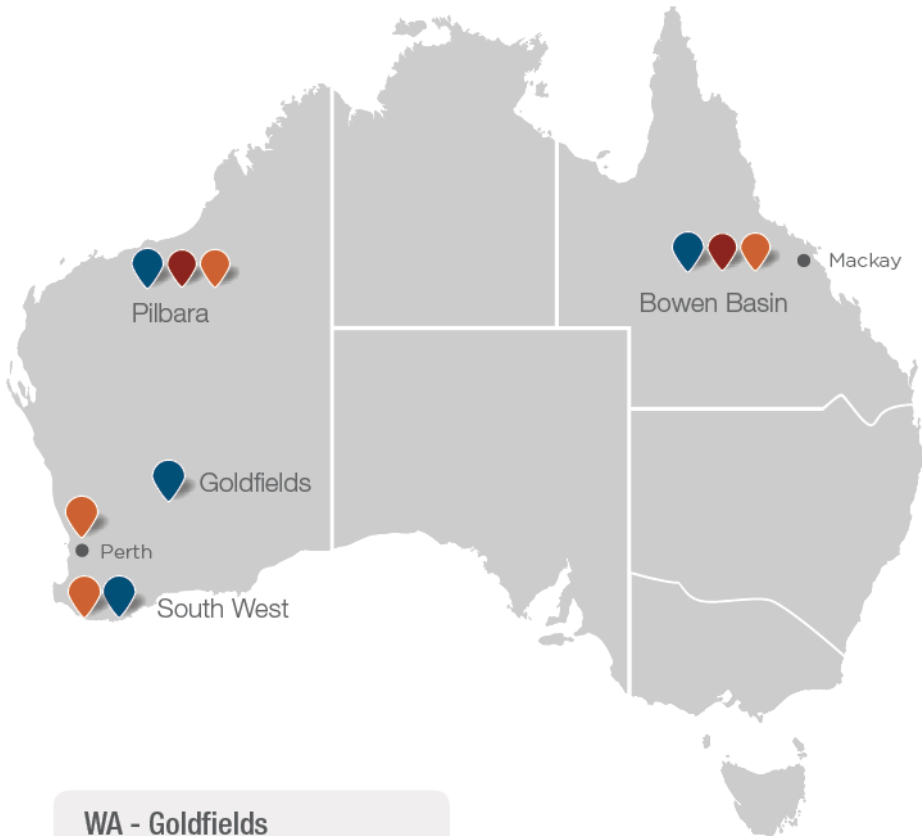 Mackay
Bowen Basin
Pilbara
Goldfields
Perth
South West
WA - Goldfields